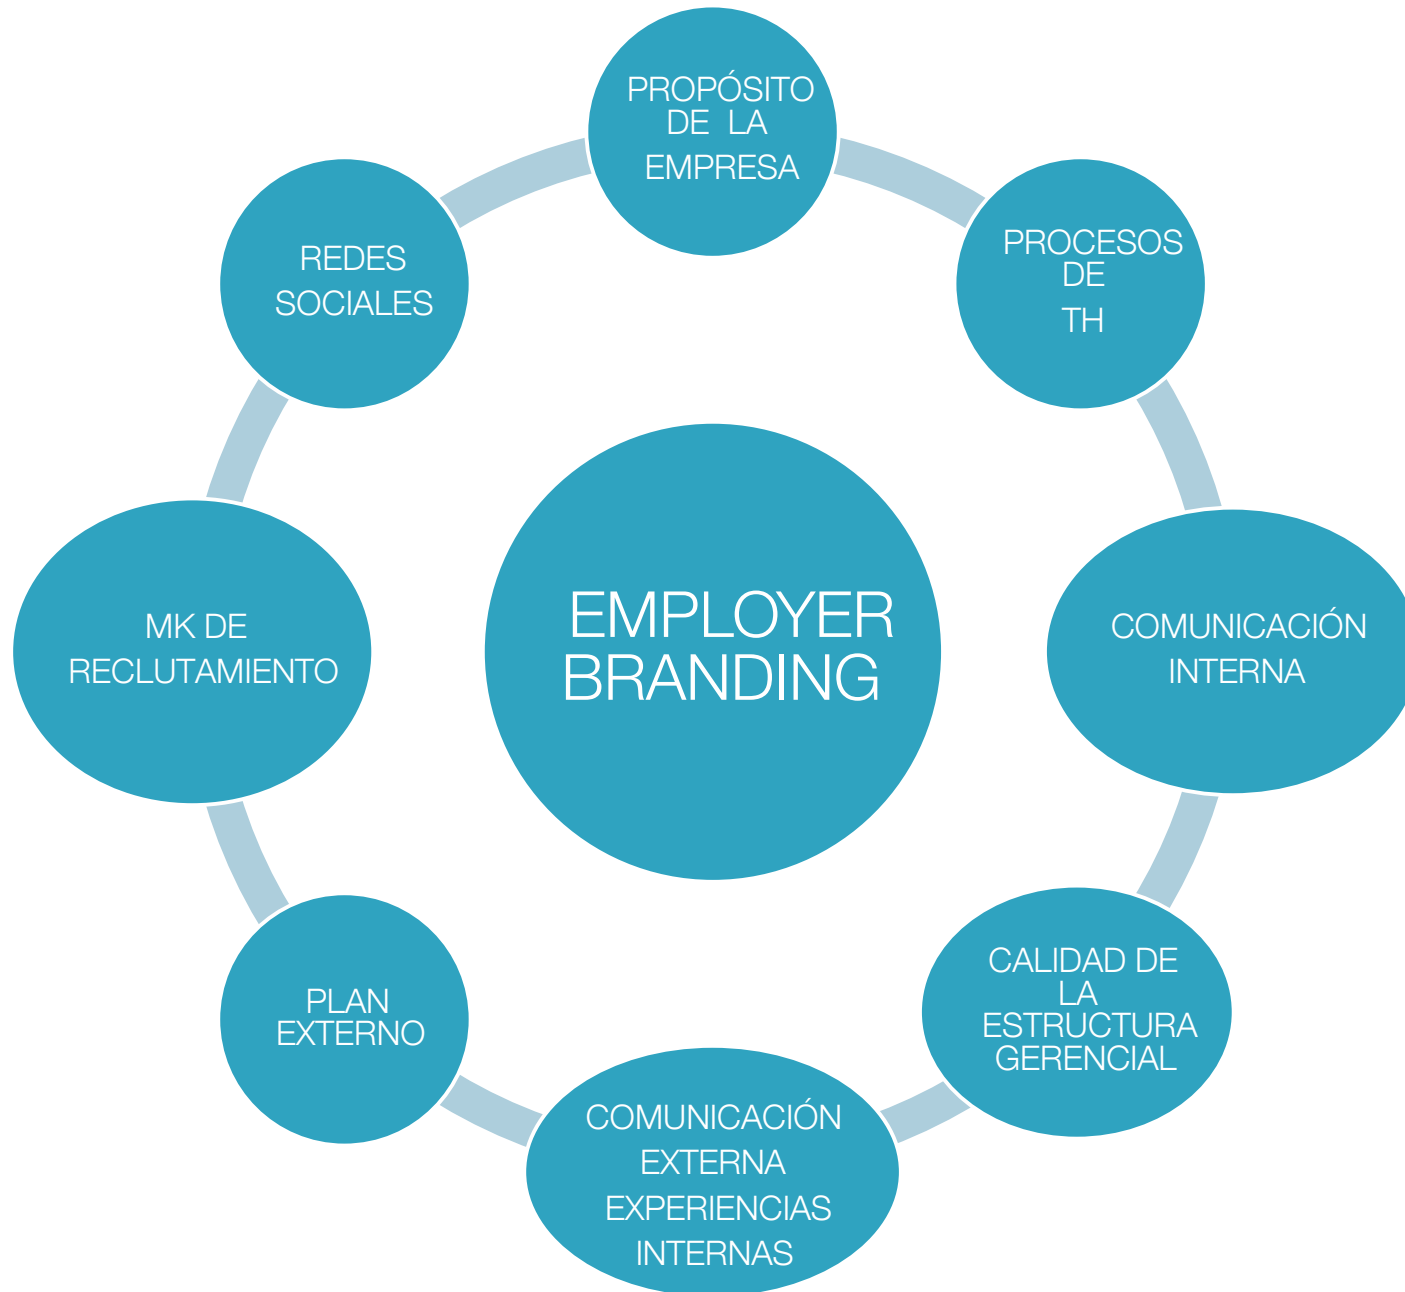 PROPÓSITO
DE LA
EMPRESA
PROCESOS
DE
TH
COMUNICACIÓN
INTERNA
CALIDAD DE
LA
ESTRUCTURA
GERENCIAL
COMUNICACIÓN
EXTERNA
EXPERIENCIAS
INTERNAS
PLAN
EXTERNO
MK DE
RECLUTAMIENTO
REDES
SOCIALES
EMPLOYER
BRANDING